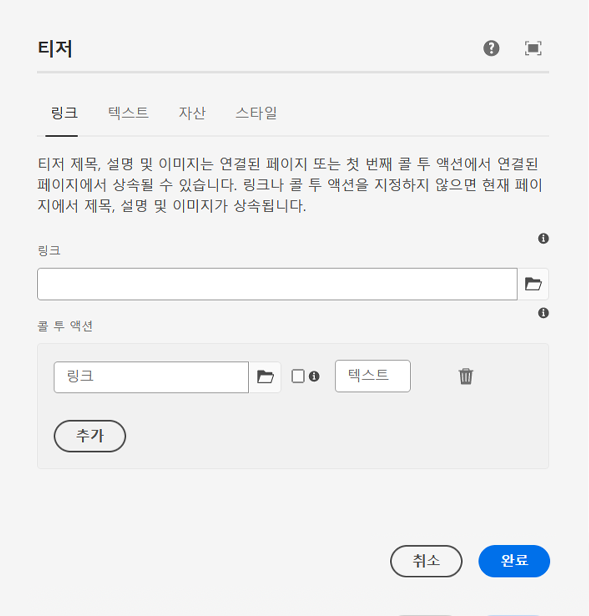 티저
링크 텍스트 자산 스타일
티저 제목, 설명 및 이미지는 연결된 페이지 또는 첫 번째 콜 투 액션에서 연결된
페이지에서 상속될 수 있습니다. 링크나 콜 투 액션을 지정하지 않으면 현재 페이
지에서 제목, 설명 및 이미지가 상속됩니다.
링크
콜 투 액션
링크 텍스트
추가
취소 완료